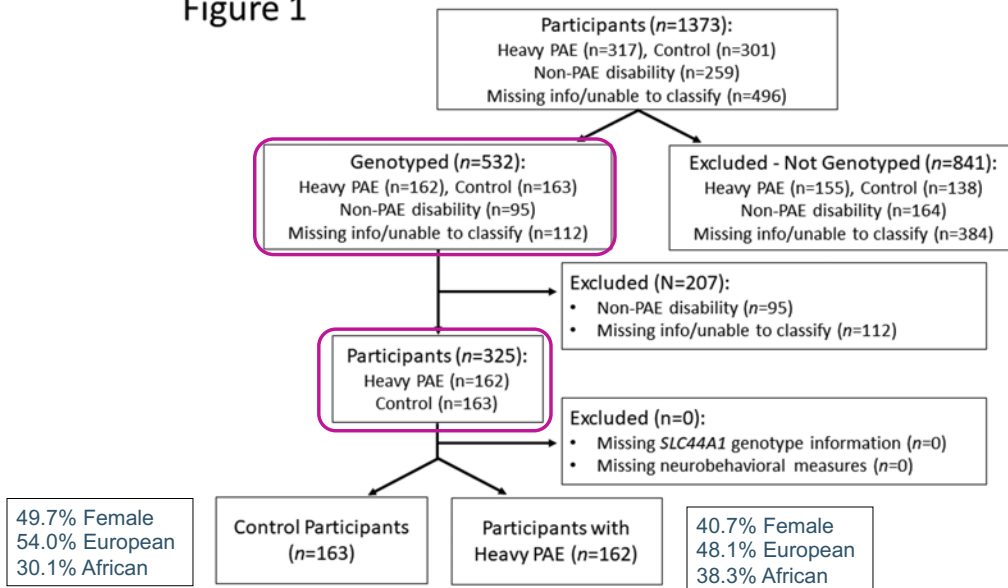 Figure 1
Participants (n=1373):
Heavy PAE (n=317), Control (n=301)
Non-PAE disability (n=259)
Missing info/unable to classify (n=496)
Genotyped (n=532):
Heavy PAE (n=162), Control (n=163)
Non-PAE disability (n=95)
Missing info/unable to classify (n=112)
Excluded - Not Genotyped (n=841):
Heavy PAE (n=155), Control (n=138)
Non-PAE disability (n=164)
Missing info/unable to classify (n=384)
Excluded (N=207):
• Non-PAE disability (n=95)
• Missing info/unable to classify (n=112)
Participants (n=325):
Heavy PAE (n=162)
Control (n=163)
Excluded (n=0):
• Missing SLC44A1 genotype information (n=0)
• Missing neurobehavioral measures (n=0)
49.7% Female
54.0% European
30.1% African
Control Participants
(n=163)
Participants with
Heavy PAE (n=162)
40.7% Female
48.1% European
38.3% African